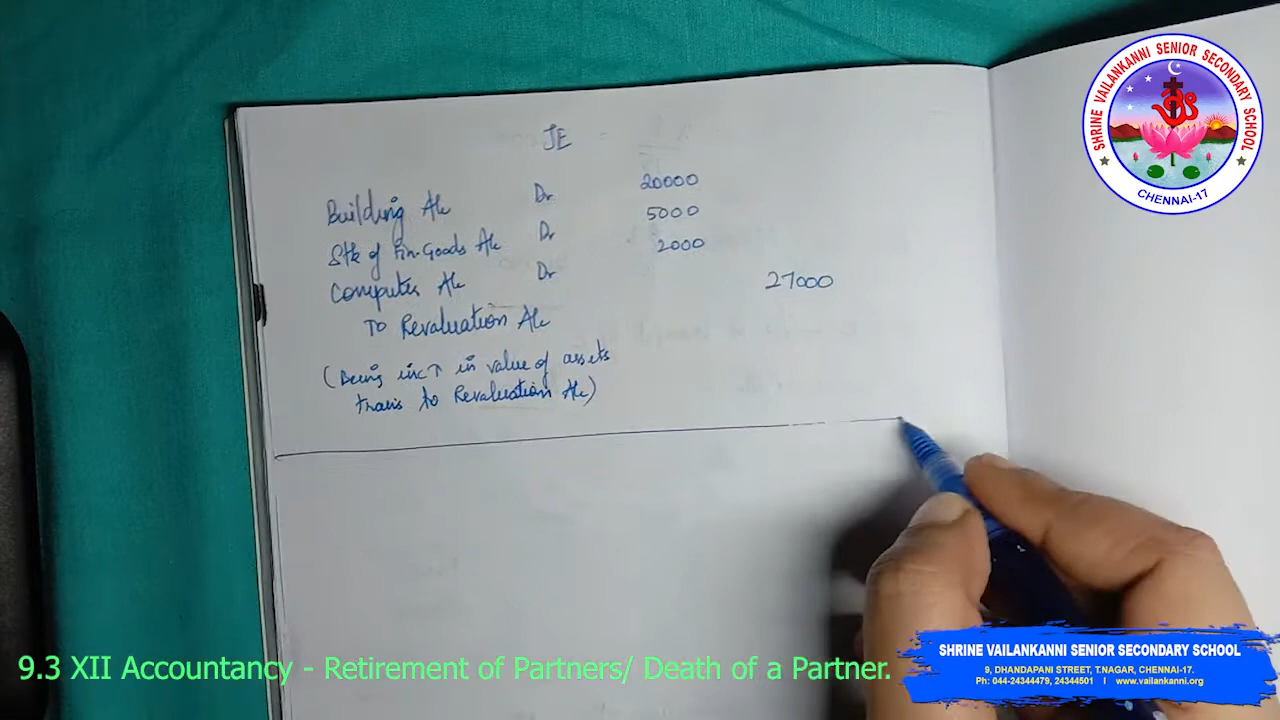 JE
Building A/c Dr 20000
Stk of Fin. Goods A/c Dr 5000
Computer A/c Dr 2000
To Revaluation A/c 27000
(Being inc↑ in value of assets
trans to Revaluation A/c)
SHRINE VAILANKANNI SENIOR SECONDARY SCHOOL
CHENNAI-17
9.3 XII Accountancy - Retirement of Partners/ Death of a Partner.
SHRINE VAILANKANNI SENIOR SECONDARY SCHOOL
9, DHANDAPANI STREET, T.NAGAR, CHENNAI-17.
Ph: 044-24344479, 24344501 I www.vailankanni.org